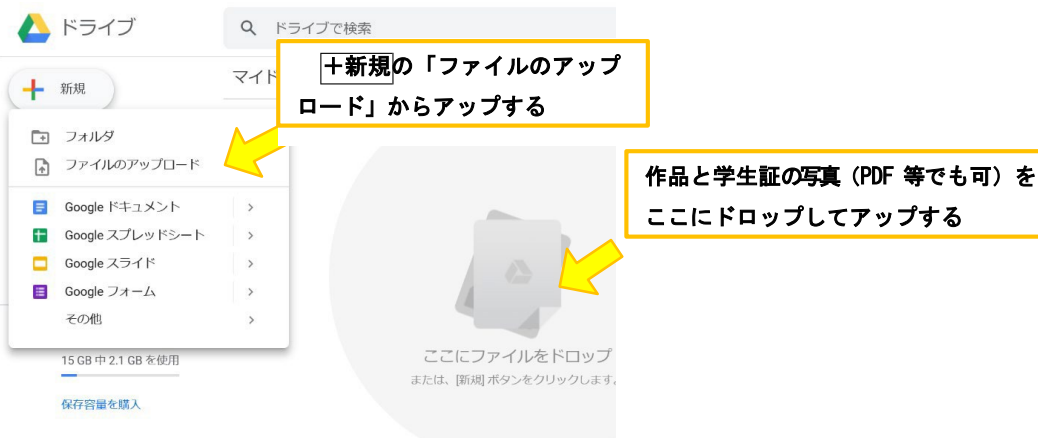 ドライブ
ドライブで検索
＋新規の「ファイルのアップ
ロード」からアップする
新規
マイド
フォルダ
ファイルのアップロード
Google ドキュメント
Google スプレッドシート
Google スライド
Google フォーム
その他
15 GB 中 2.1 GB を使用
保存容量を購入
作品と学生証の写真（PDF 等でも可）を
ここにドロップしてアップする
ここにファイルをドロップ
または、[新規] ボタンをクリックします。